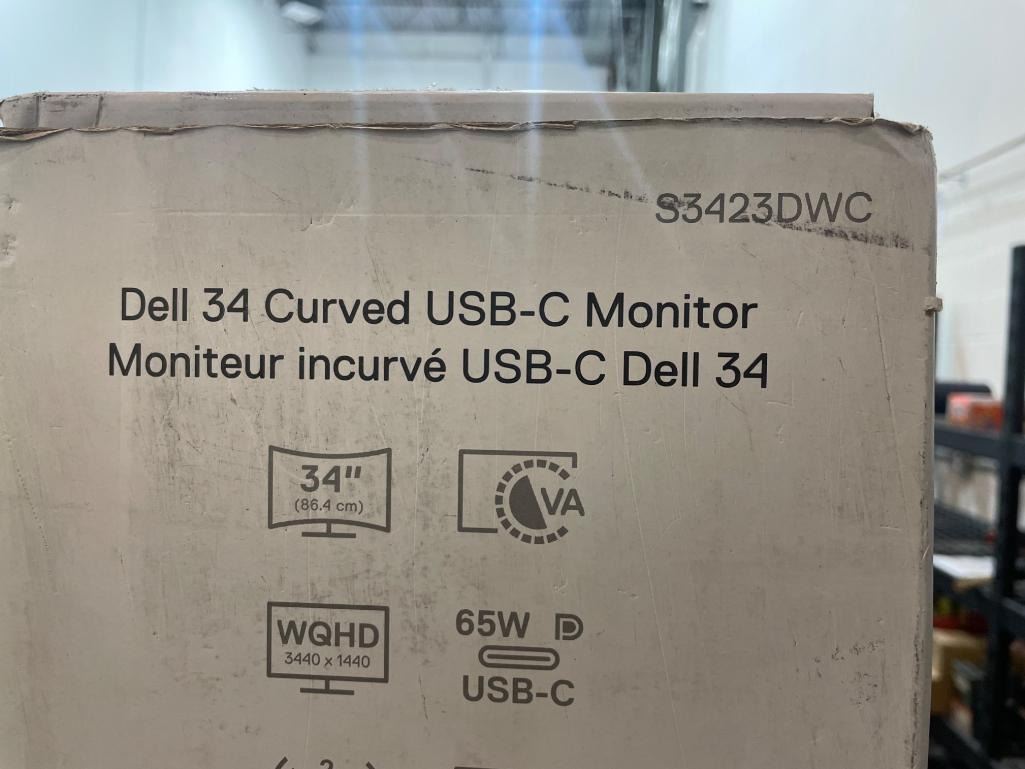 S3423DWC
Dell 34 Curved USB-C Monitor
Moniteur incurvé USB-C Dell 34
34"
(86.4 cm)
VA
WQHD
3440 x 1440
65W
USB-C